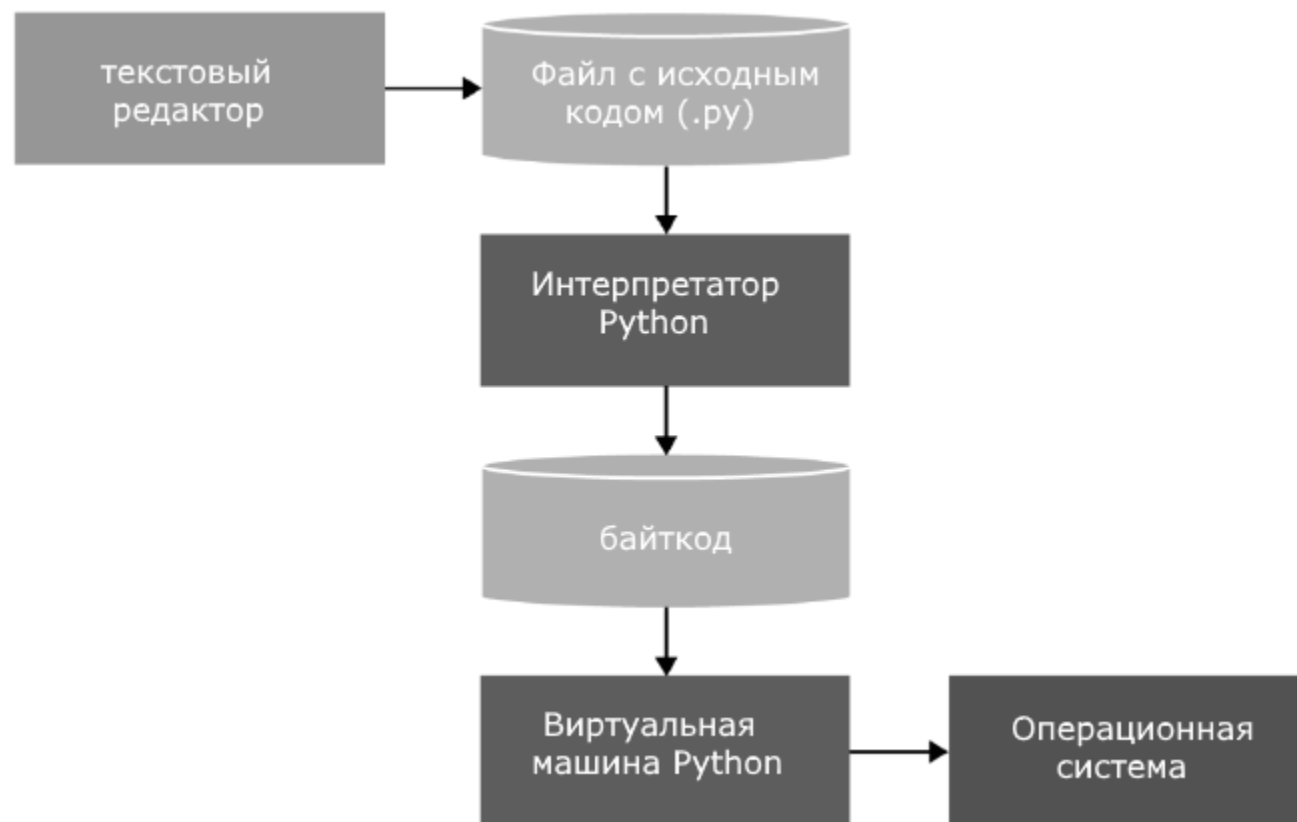 текстовый
редактор
Файл с исходным
кодом (.py)
Интерпретатор
Python
байткод
Виртуальная
машина Python
Операционная
система